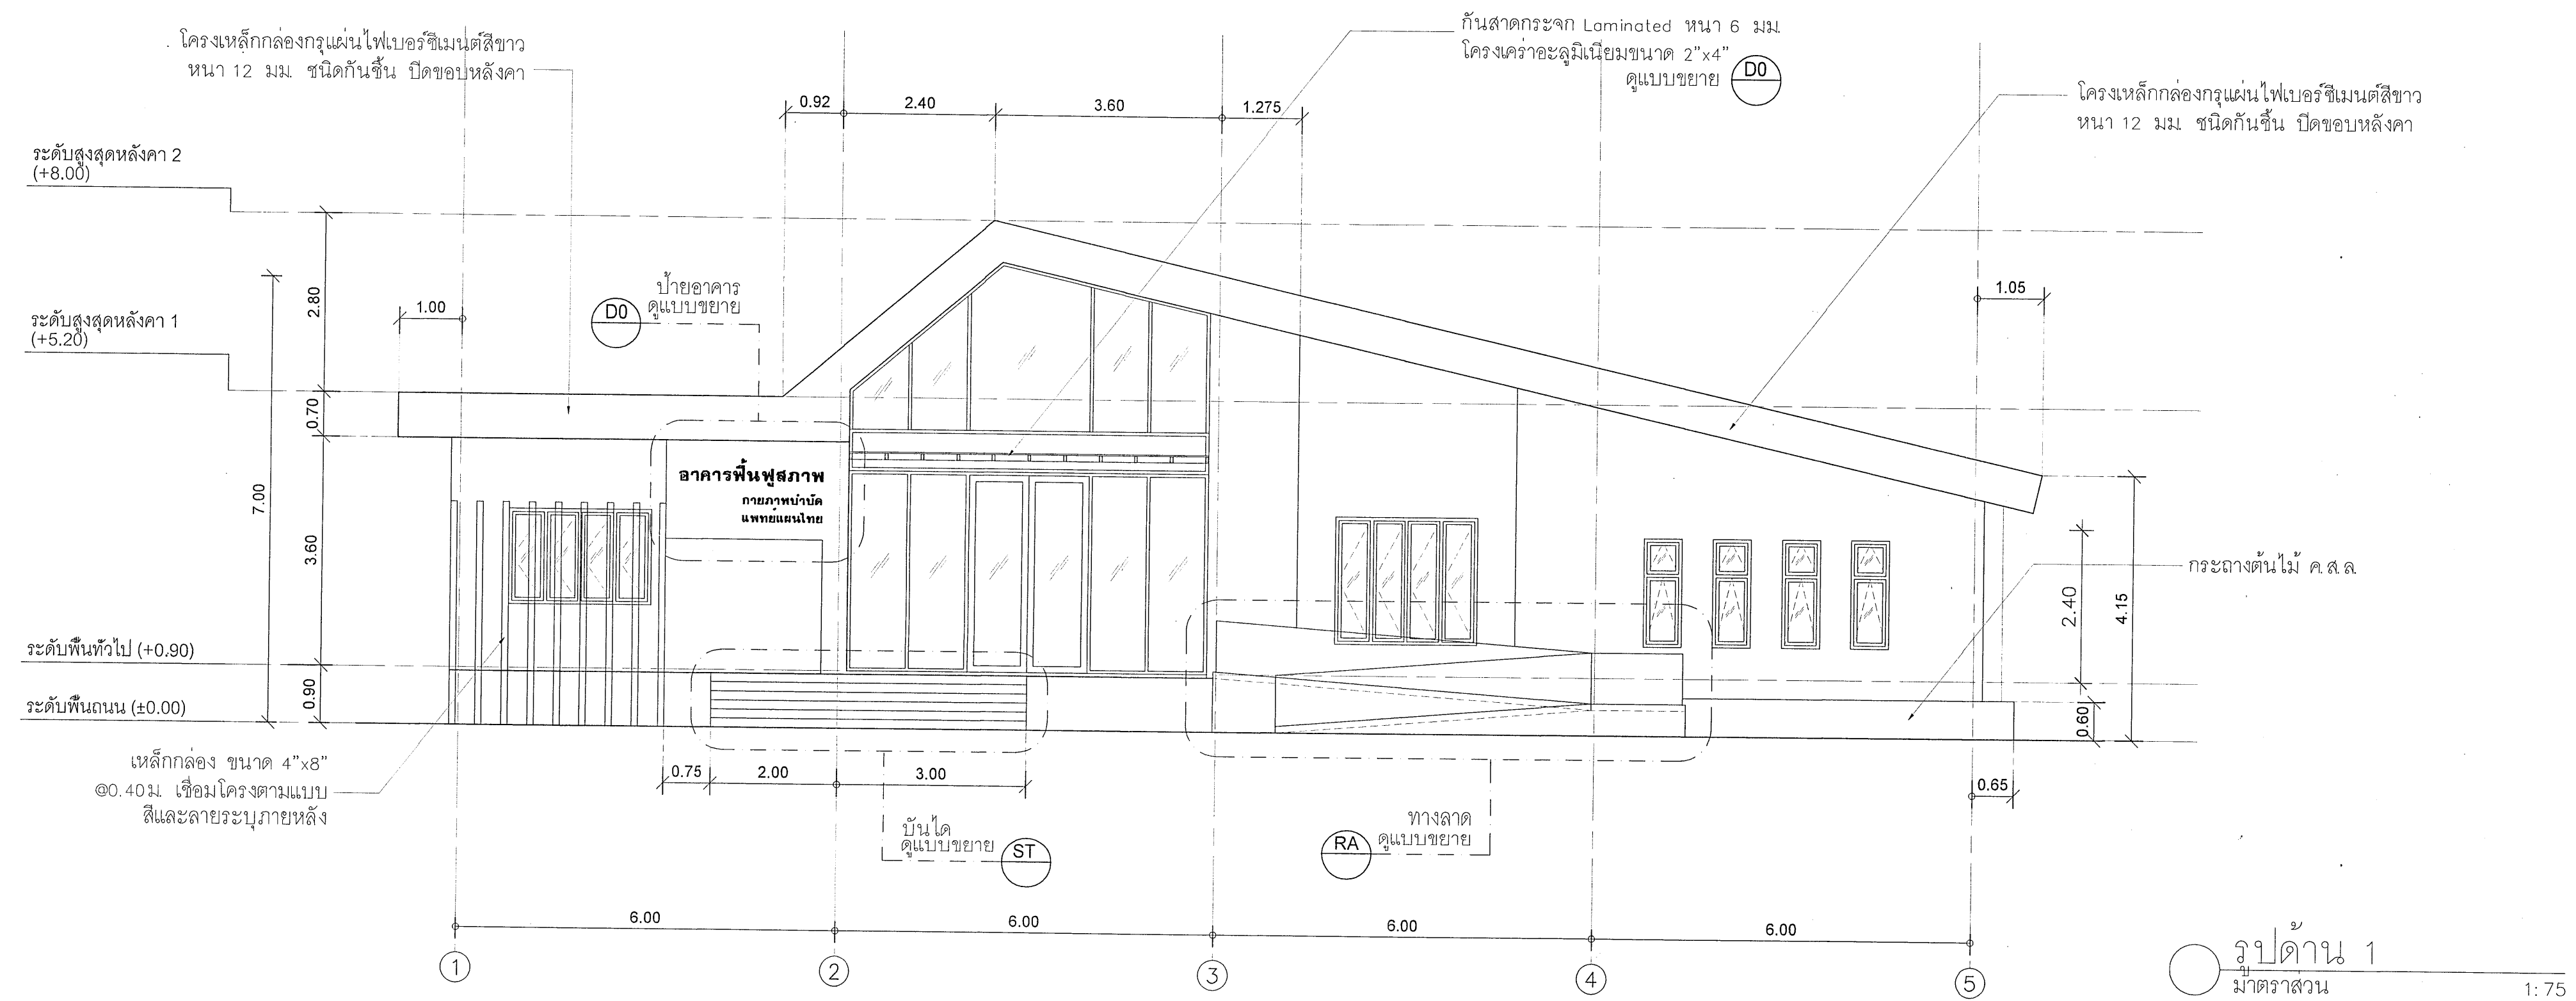 โครงเหล็กกล่องกรุแผ่นไฟเบอร์ซีเมนต์สีขาว
หนา 12 มม. ชนิดกันชื้น ปิดขอบหลังคา
กันสาดกระจก Laminated หนา 6 มม.
โครงเคร่าอะลูมิเนียมขนาด 2"x4"
ดูแบบขยาย
D0
โครงเหล็กกล่องกรุแผ่นไฟเบอร์ซีเมนต์สีขาว
หนา 12 มม. ชนิดกันชื้น ปิดขอบหลังคา
0.92
2.40
3.60
1.275
ระดับสูงสุดหลังคา 2
(+8.00)
2.80
ระดับสูงสุดหลังคา 1
(+5.20)
1.00
D0
ป้ายอาคาร
ดูแบบขยาย
1.05
0.70
7.00
3.60
อาคารฟื้นฟูสภาพ
กายภาพบำบัด
แพทย์แผนไทย
กระถางต้นไม้ ค.ส.ล.
2.40
4.15
ระดับพื้นทั่วไป (+0.90)
0.90
ระดับพื้นถนน (±0.00)
0.60
เหล็กกล่อง ขนาด 4"x8"
@0.40ม. เชื่อมโครงตามแบบ
สีและลายระบุภายหลัง
0.75
2.00
3.00
0.65
บันได
ดูแบบขยาย
ST
RA
ทางลาด
ดูแบบขยาย
6.00
6.00
6.00
6.00
1
2
3
4
5
รูปด้าน 1
มาตราส่วน
1:75